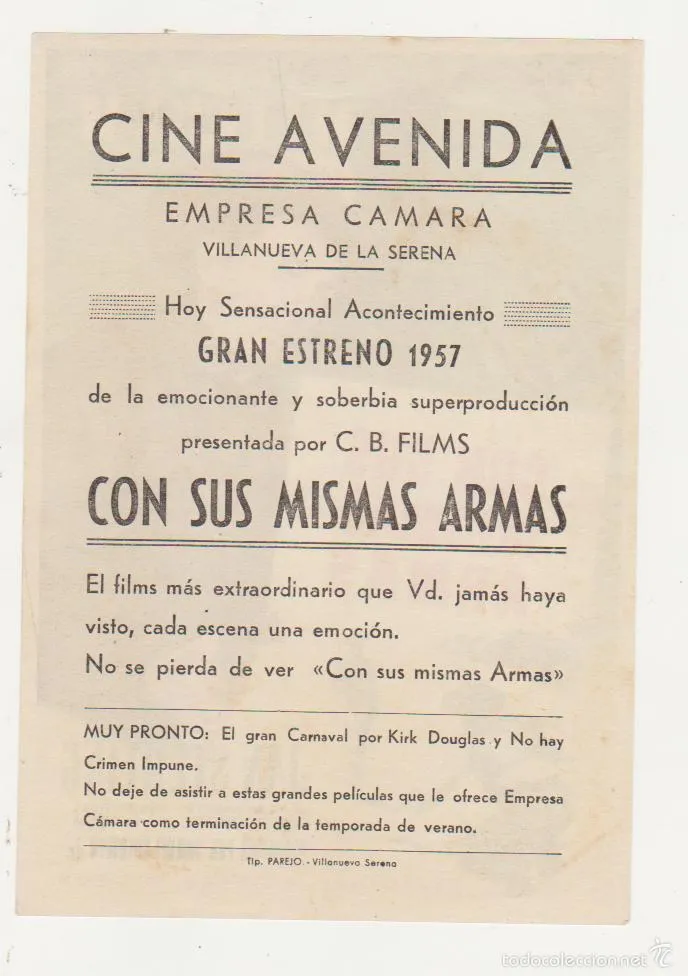 CINE AVENIDA
EMPRESA CAMARA
VILLANUEVA DE LA SERENA
Hoy Sensacional Acontecimiento
GRAN ESTRENO 1957
de la emocionante y soberbia superproducción
presentada por C. B. FILMS
CON SUS MISMAS ARMAS
El films más extraordinario que Vd. jamás haya
visto, cada escena una emoción.
No se pierda de ver «Con sus mismas Armas»
MUY PRONTO: El gran Carnaval por Kirk Douglas y No hay
Crimen Impune.
No deje de asistir a estas grandes películas que le ofrece Empresa
Cámara como terminación de la temporada de verano.
Tip. PAREJO. - Villanueva Serena
todocoleccion.net